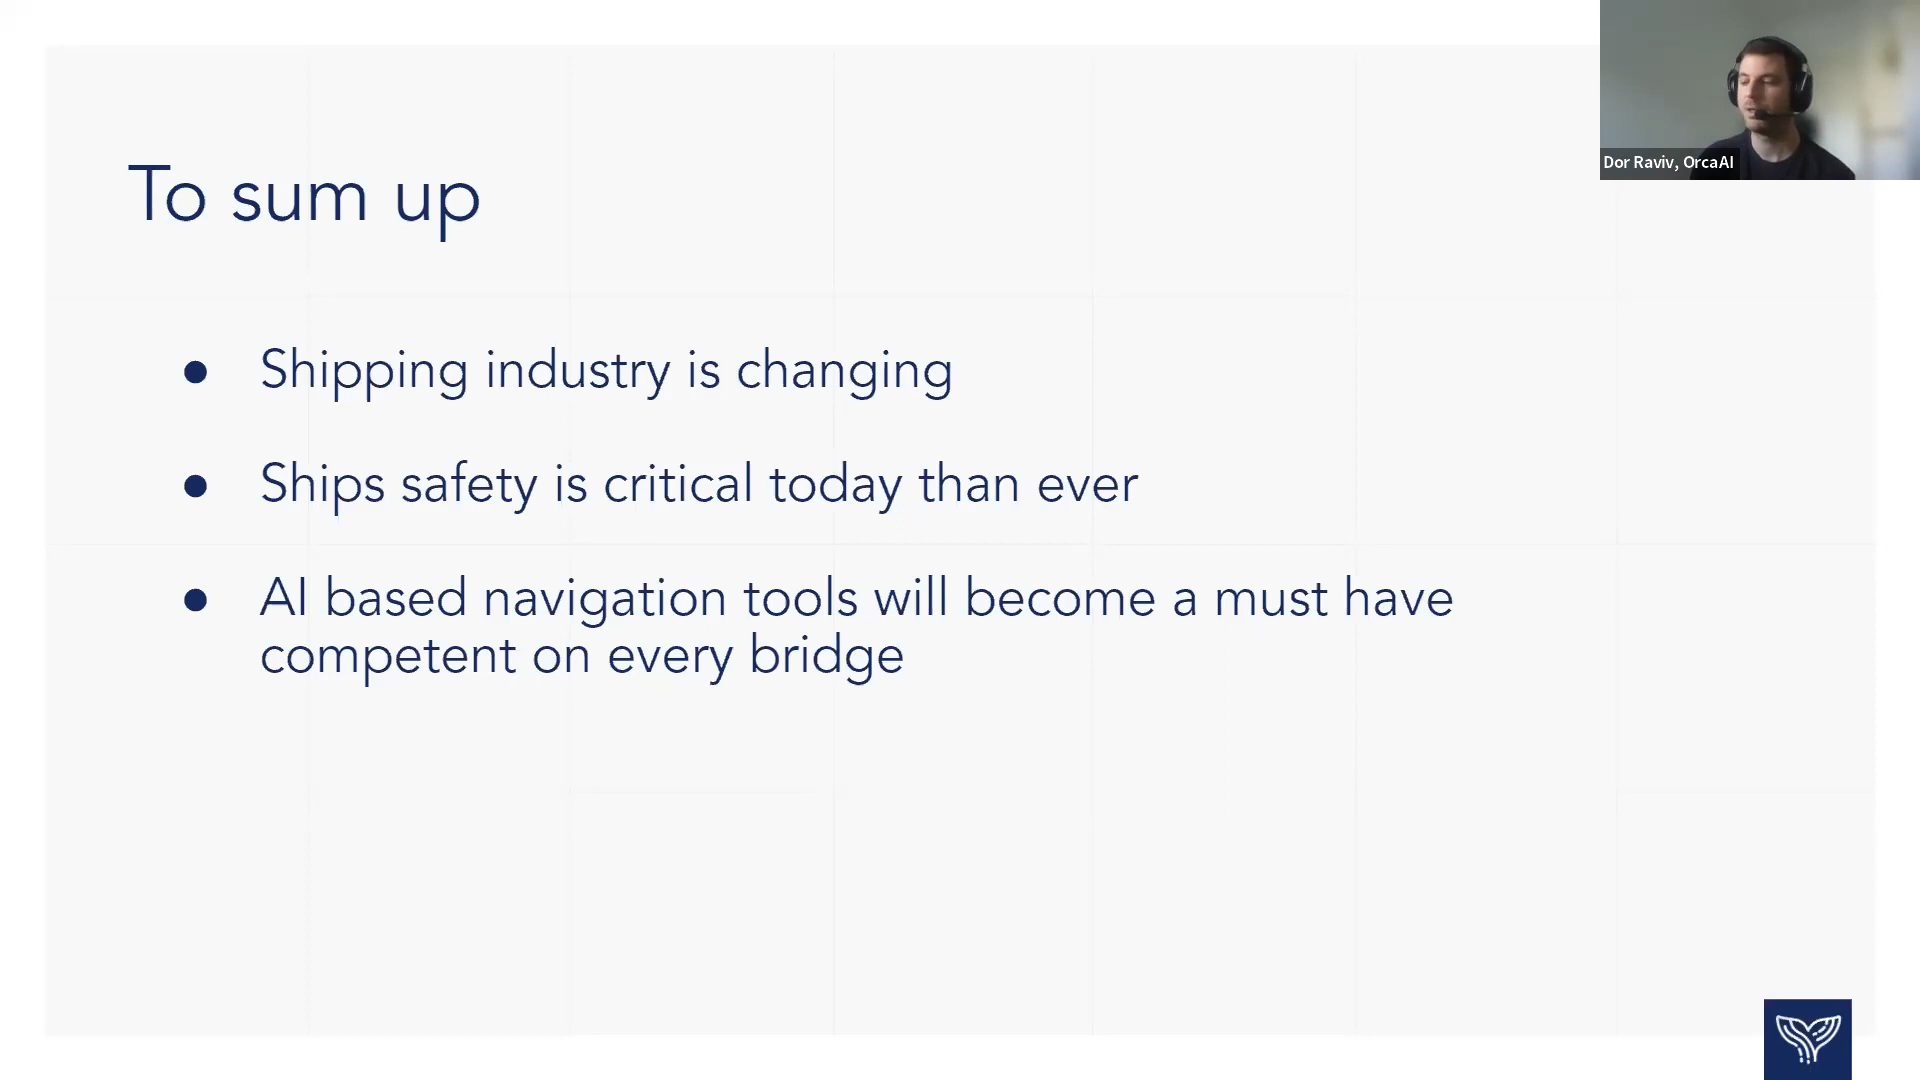 Dor Raviv, OrcaAI
To sum up
● Shipping industry is changing
● Ships safety is critical today than ever
● AI based navigation tools will become a must have
competent on every bridge